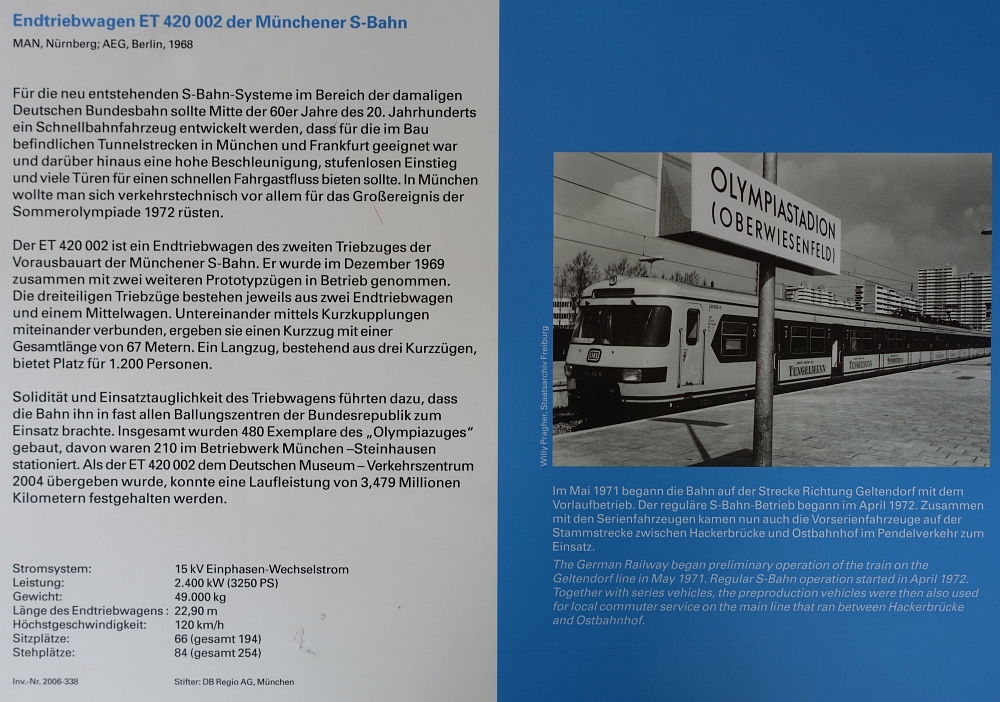 Endtriebwagen ET 420 002 der Münchener S-Bahn
MAN, Nürnberg; AEG, Berlin, 1968
Für die neu entstehenden S-Bahn-Systeme im Bereich der damaligen
Deutschen Bundesbahn sollte Mitte der 60er Jahre des 20. Jahrhunderts
ein Schnellbahnfahrzeug entwickelt werden, dass für die im Bau
befindlichen Tunnelstrecken in München und Frankfurt geeignet war
und darüber hinaus eine hohe Beschleunigung, stufenlosen Einstieg
und viele Türen für einen schnellen Fahrgastfluss bieten sollte. In München
wollte man sich verkehrstechnisch vor allem für das Großereignis der
Sommerolympiade 1972 rüsten.
Der ET 420 002 ist ein Endtriebwagen des zweiten Triebzuges der
Vorausbauart der Münchener S-Bahn. Er wurde im Dezember 1969
zusammen mit zwei weiteren Prototypzügen in Betrieb genommen.
Die dreiteiligen Triebzüge bestehen jeweils aus zwei Endtriebwagen
und einem Mittelwagen. Untereinander mittels Kurzkupplungen
miteinander verbunden, ergeben sie einen Kurzzug mit einer
Gesamtlänge von 67 Metern. Ein Langzug, bestehend aus drei Kurzzügen,
bietet Platz für 1.200 Personen.
Solidität und Einsatztauglichkeit des Triebwagens führten dazu, dass
die Bahn ihn in fast allen Ballungszentren der Bundesrepublik zum
Einsatz brachte. Insgesamt wurden 480 Exemplare des „Olympiazuges“
gebaut, davon waren 210 im Betriebwerk München –Steinhausen
stationiert. Als der ET 420 002 dem Deutschen Museum – Verkehrszentrum
2004 übergeben wurde, konnte eine Laufleistung von 3,479 Millionen
Kilometern festgehalten werden.
Stromsystem: 15 kV Einphasen-Wechselstrom
Leistung: 2.400 kW (3250 PS)
Gewicht: 49.000 kg
Länge des Endtriebwagens : 22,90 m
Höchstgeschwindigkeit: 120 km/h
Sitzplätze: 66 (gesamt 194)
Stehplätze: 84 (gesamt 254)
Inv.-Nr. 2006-338 Stifter: DB Regio AG, München
OLYMPIASTADION
(OBERWIESENFELD)
DB
TENGELMANN
Willy Pragher, Staatsarchiv Freiburg
Im Mai 1971 begann die Bahn auf der Strecke Richtung Geltendorf mit dem
Vorlaufbetrieb. Der reguläre S-Bahn-Betrieb begann im April 1972. Zusammen
mit den Serienfahrzeugen kamen nun auch die Vorserienfahrzeuge auf der
Stammstrecke zwischen Hackerbrücke und Ostbahnhof im Pendelverkehr zum
Einsatz.
The German Railway began preliminary operation of the train on the
Geltendorf line in May 1971. Regular S-Bahn operation started in April 1972.
Together with series vehicles, the preproduction vehicles were then also used
for local commuter service on the main line that ran between Hackerbrücke
and Ostbahnhof.